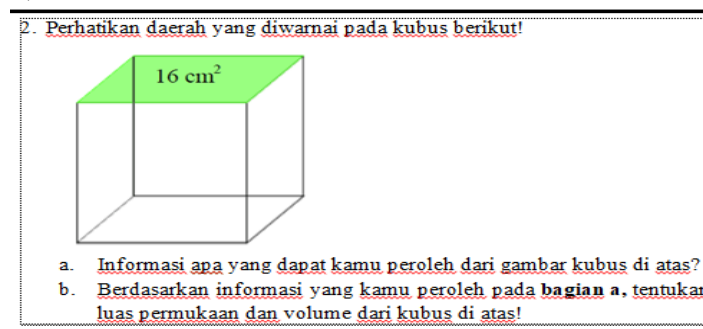 2. Perhatikan daerah yang diwarnai pada kubus berikut!
16 cm²
a. Informasi apa yang dapat kamu peroleh dari gambar kubus di atas?
b. Berdasarkan informasi yang kamu peroleh pada bagian a, tentukan
luas permukaan dan volume dari kubus di atas!